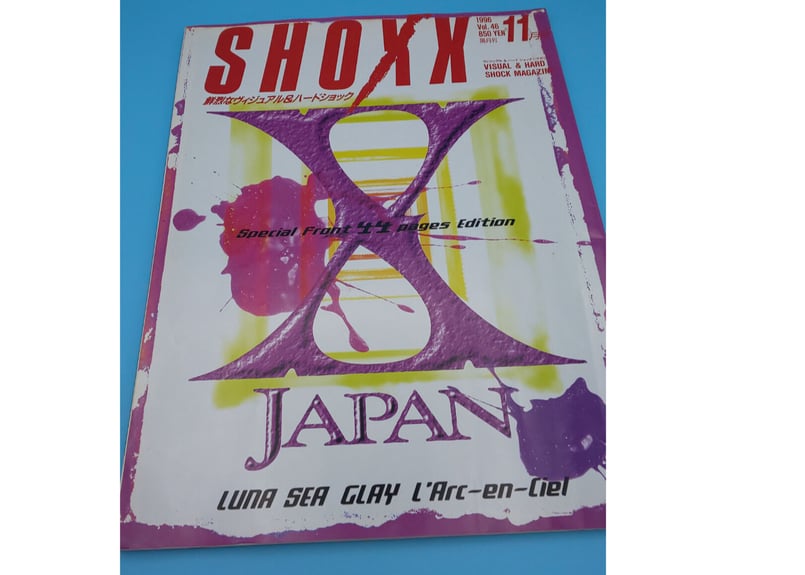 SHOXX
1996
Vol. 46
850 YEN
隔月刊
11月
VISUAL & HARD
SHOCK MAGAZIN
鮮烈なヴィジュアル&ハードショック
X
Special Front 44 pages Edition
JAPAN
LUNA SEA GLAY L'Arc-en-Ciel